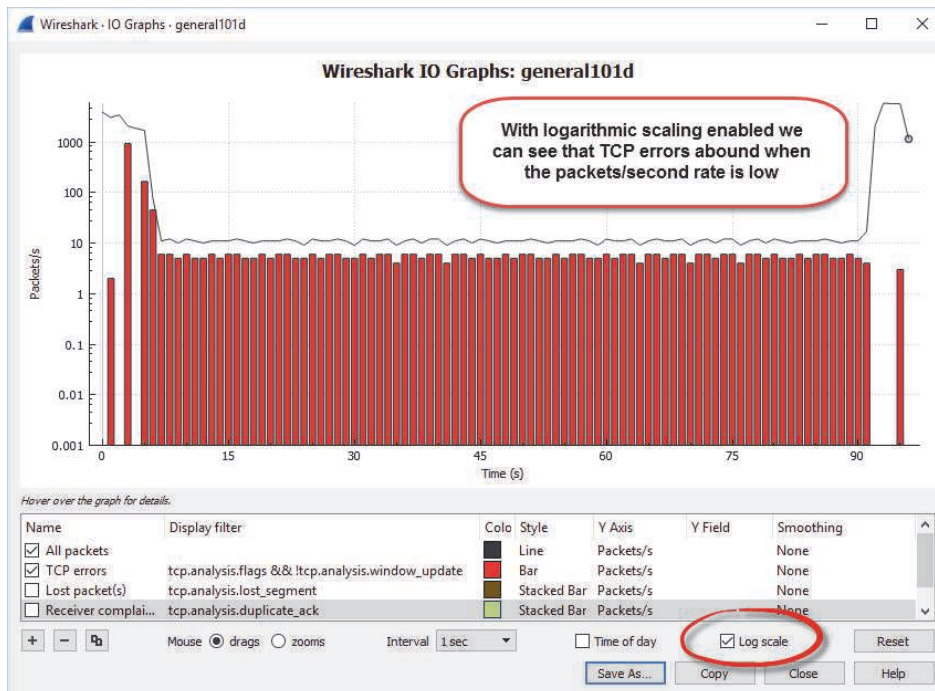 Wireshark · IO Graphs · general101d
Wireshark IO Graphs: general101d
With logarithmic scaling enabled we
can see that TCP errors abound when
the packets/second rate is low
Packets/s
1000
100
10
1
0.1
0.01
0.001
0 15 30 45 60 75 90
Time (s)
Hover over the graph for details.
Name Display filter Colo Style Y Axis Y Field Smoothing
All packets Line Packets/s None
TCP errors tcp.analysis.flags && !tcp.analysis.window_update Bar Packets/s None
Lost packet(s) tcp.analysis.lost_segment Stacked Bar Packets/s None
Receiver complai... tcp.analysis.duplicate_ack Stacked Bar Packets/s None
+ − Mouse drags zooms Interval 1 sec Time of day Log scale Reset
Save As... Copy Close Help